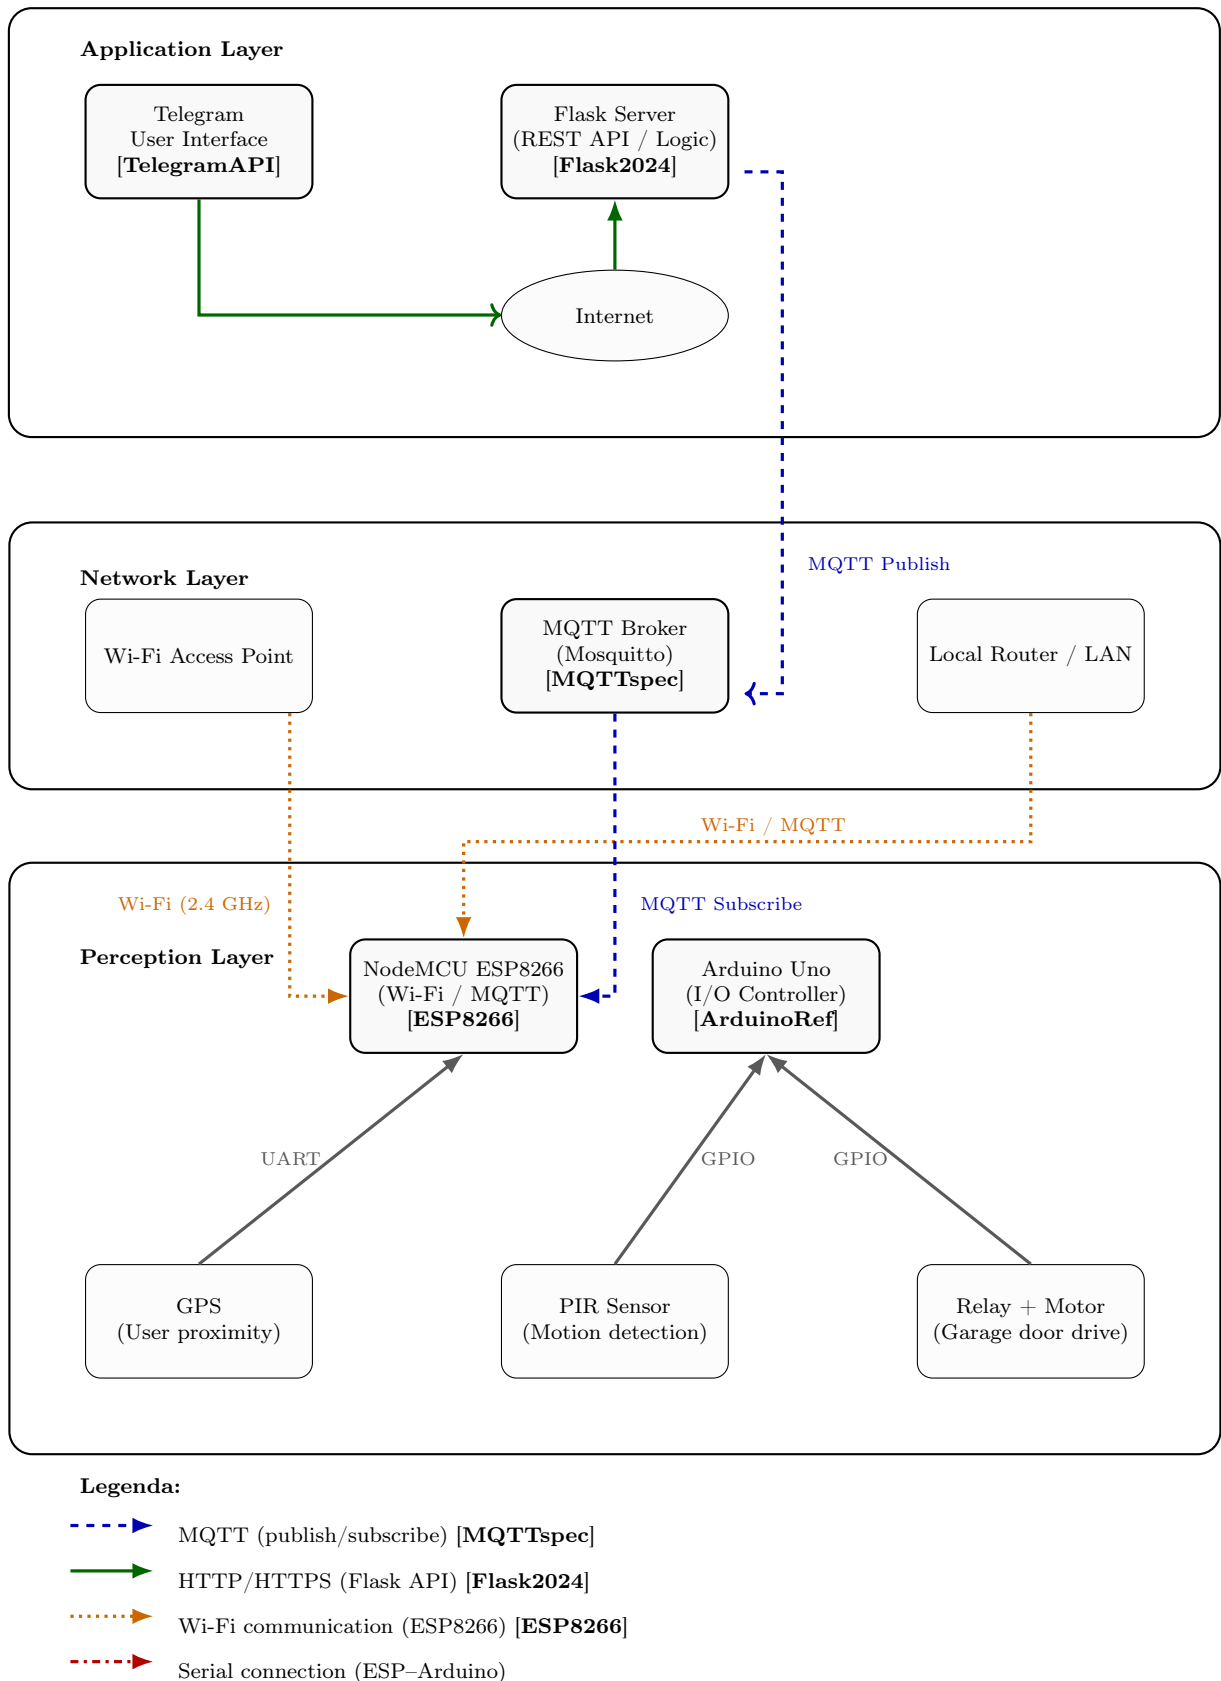 Application Layer
Telegram
User Interface
[TelegramAPI]
Flask Server
(REST API / Logic)
[Flask2024]
Internet
MQTT Publish
Network Layer
Wi-Fi Access Point
MQTT Broker
(Mosquitto)
[MQTTspec]
Local Router / LAN
Wi-Fi / MQTT
Wi-Fi (2.4 GHz)
MQTT Subscribe
Perception Layer
NodeMCU ESP8266
(Wi-Fi / MQTT)
[ESP8266]
Arduino Uno
(I/O Controller)
[ArduinoRef]
UART
GPIO
GPIO
GPS
(User proximity)
PIR Sensor
(Motion detection)
Relay + Motor
(Garage door drive)
Legenda:
MQTT (publish/subscribe) [MQTTspec]
HTTP/HTTPS (Flask API) [Flask2024]
Wi-Fi communication (ESP8266) [ESP8266]
Serial connection (ESP–Arduino)